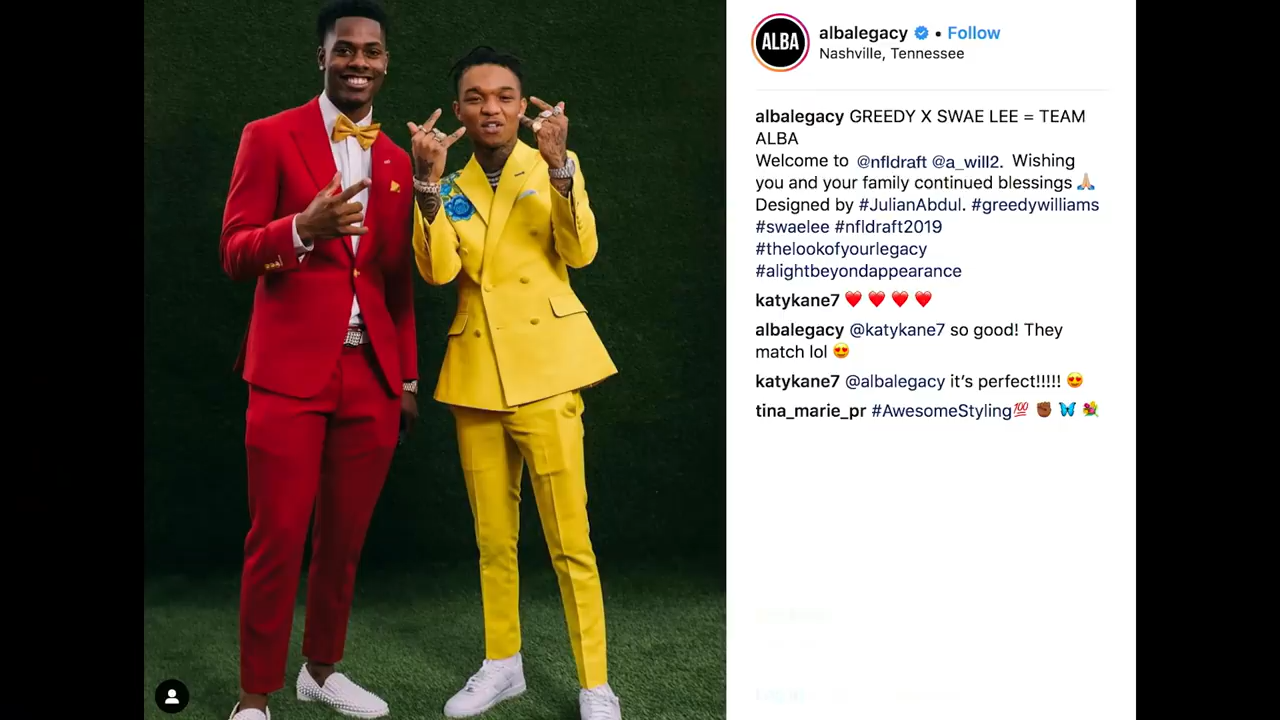 ALBA
albalegacy • Follow
Nashville, Tennessee
albalegacy GREEDY X SWAE LEE = TEAM
ALBA
Welcome to @nfldraft @a_will2. Wishing
you and your family continued blessings 🙏🏼
Designed by #JulianAbdul. #greedywilliams
#swaelee #nfldraft2019
#thelookofyourlegacy
#alightbeyondappearance
katykane7 ❤️ ❤️ ❤️ ❤️
albalegacy @katykane7 so good! They
match lol 😍
katykane7 @albalegacy it’s perfect!!!!! 😍
tina_marie_pr #AwesomeStyling💯 ✊🏾 🦋 💐